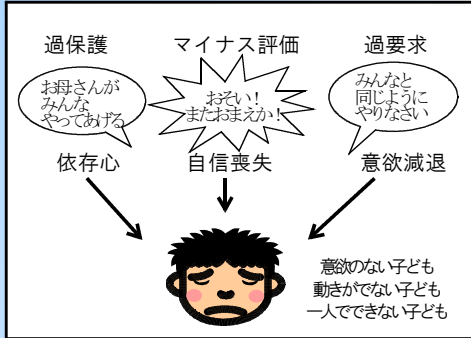 過保護
マイナス評価
過要求
お母さんが
みんな
やってあげる
おそい！
またおまえか！
みんなと
同じように
やりなさい
依存心
自信喪失
意欲減退
意欲のない子ども
動きがでない子ども
一人でできない子ども